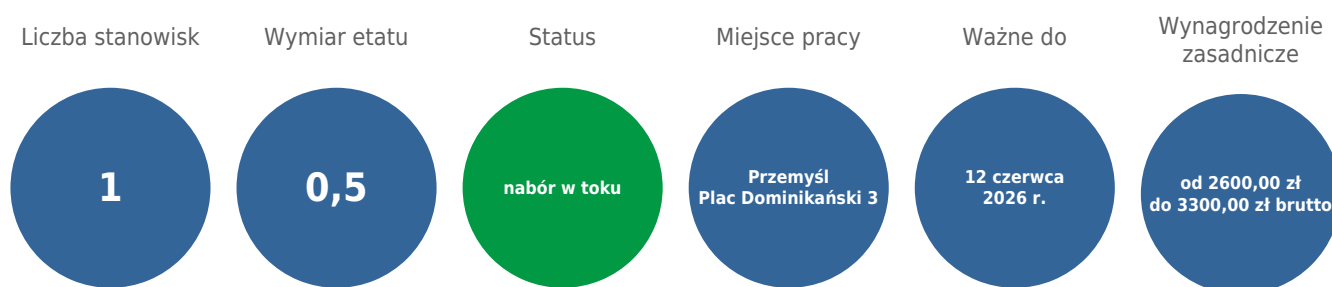 Liczba stanowisk
Wymiar etatu
Status
Miejsce pracy
Ważne do
Wynagrodzenie
zasadnicze
1
0,5
nabór w toku
Przemyśl
Plac Dominikański 3
12 czerwca
2026 r.
od 2600,00 zł
do 3300,00 zł brutto